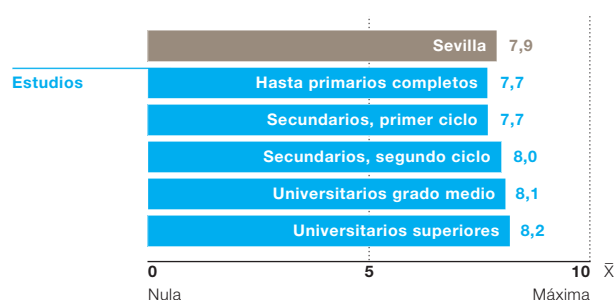 Sevilla 7,9
Estudios
Hasta primarios completos 7,7
Secundarios, primer ciclo 7,7
Secundarios, segundo ciclo 8,0
Universitarios grado medio 8,1
Universitarios superiores 8,2
0 5 10 X̅
Nula Máxima